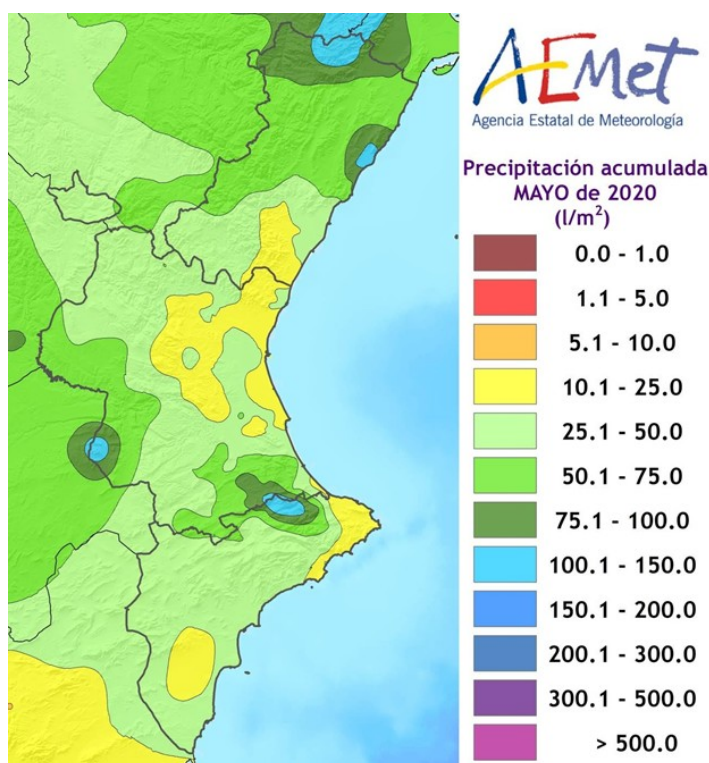 AEmet
Agencia Estatal de Meteorología
Precipitación acumulada
MAYO de 2020
(l/m²)
0.0 - 1.0
1.1 - 5.0
5.1 - 10.0
10.1 - 25.0
25.1 - 50.0
50.1 - 75.0
75.1 - 100.0
100.1 - 150.0
150.1 - 200.0
200.1 - 300.0
300.1 - 500.0
> 500.0